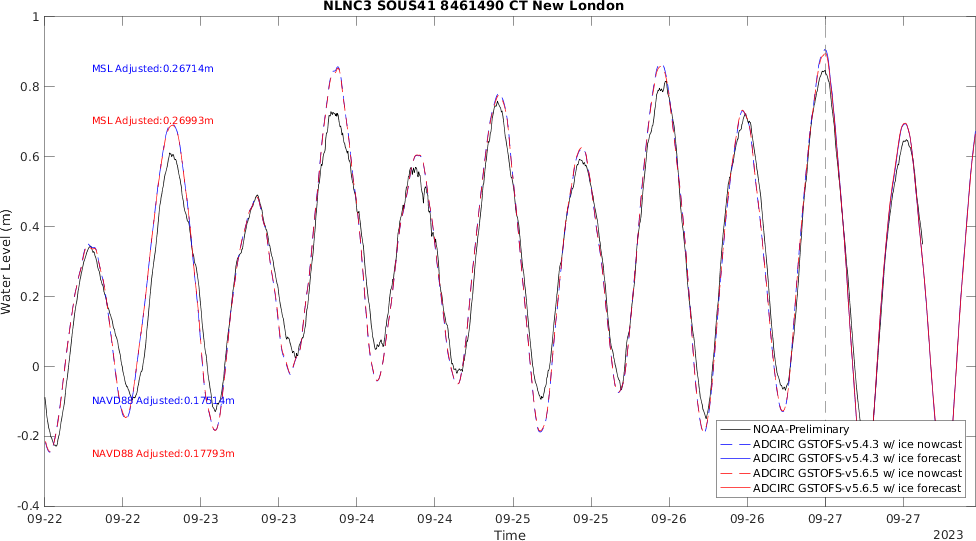 NLNC3 SOUS41 8461490 CT New London
1
0.8
0.6
0.4
0.2
0
-0.2
-0.4
Water Level (m)
MSL Adjusted:0.26714m
MSL Adjusted:0.26993m
NAVD88 Adjusted:0.17514m
NAVD88 Adjusted:0.17793m
NOAA-Preliminary
ADCIRC GSTOFS-v5.4.3 w/ ice nowcast
ADCIRC GSTOFS-v5.4.3 w/ ice forecast
ADCIRC GSTOFS-v5.6.5 w/ ice nowcast
ADCIRC GSTOFS-v5.6.5 w/ ice forecast
09-22 09-22 09-23 09-23 09-24 09-24 09-25 09-25 09-26 09-26 09-27 09-27
Time
2023